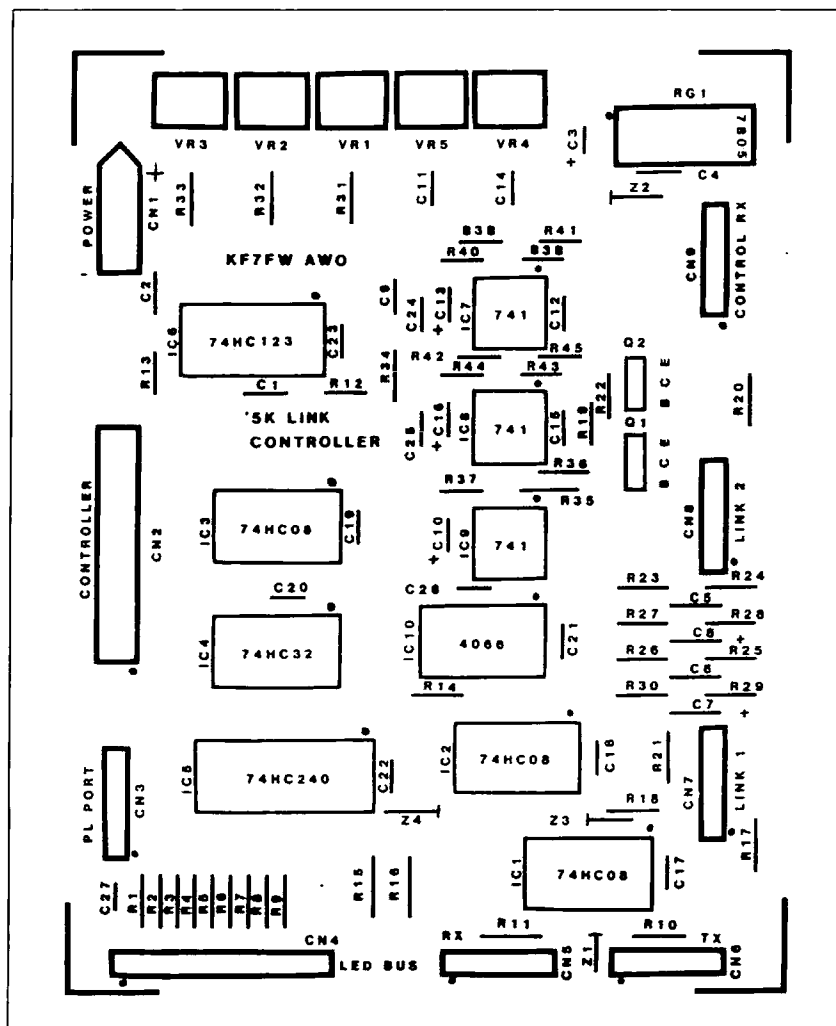 RG1
7805
VR3 VR2 VR1 VR5 VR4
+ C3
C4
Z2
POWER
CN1
+
R33 R32 R31 C11 C14
B3B R41
R40 B3B
CN9
CONTROL RX
KF7FW AWO
C2
C9 C24 + C13 IC7 741 C12
IC6 74HC123 C23
R13
R34
R42 R45
R44 R43
C1 R12
Q2
B C E
R22
R20
'5K LINK
CONTROLLER
C25 + C16 IC8 741 C15 R19
Q1
B C E
R36
R37 R35
CONTROLLER
CN2
CN8
LINK 2
IC3 74HC08 C19
+ C10 IC9 741
C20
C26
R23 R24
C5
R27 R28
C8 +
R26 R25
C6
R30 R29
C7 +
IC4 74HC32
IC10 4066 C21
R14
PL PORT
CN3
IC5 74HC240 C22
IC2 74HC08 C18
R21
CN7
LINK 1
Z4
R18
Z3
R17
IC1 74HC08 C17
C27 R1 R2 R3 R4 R5 R6 R7 R8 R9
R15 R16
CN4
LED BUS
RX R11
CN5
Z1
R10 TX
CN6